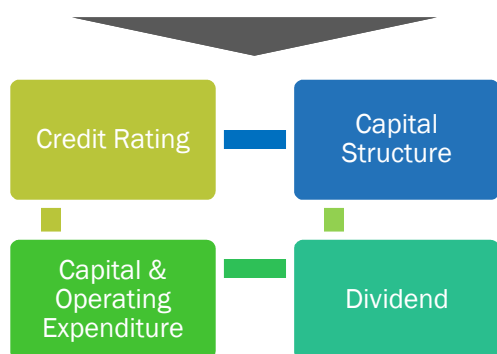 Credit Rating
Capital
Structure
Capital &
Operating
Expenditure
Dividend